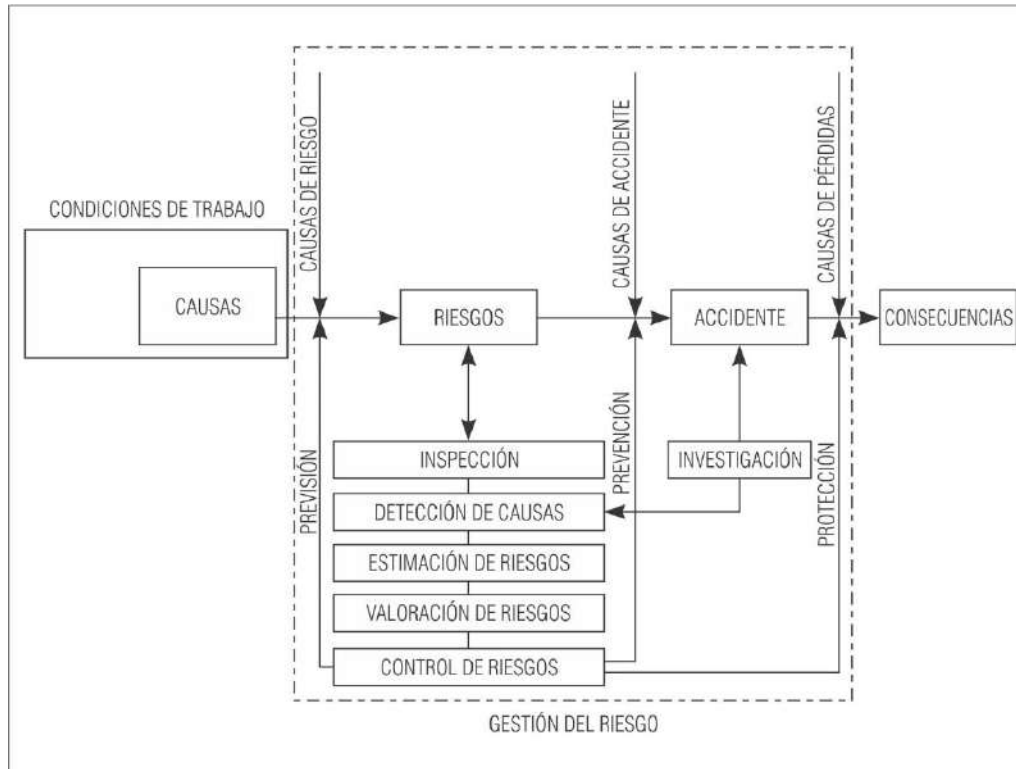 CAUSAS DE RIESGO
CAUSAS DE ACCIDENTE
CAUSAS DE PÉRDIDAS
CONDICIONES DE TRABAJO
CAUSAS
RIESGOS
ACCIDENTE
CONSECUENCIAS
PREVISIÓN
PREVENCIÓN
PROTECCIÓN
INSPECCIÓN
INVESTIGACIÓN
DETECCIÓN DE CAUSAS
ESTIMACIÓN DE RIESGOS
VALORACIÓN DE RIESGOS
CONTROL DE RIESGOS
GESTIÓN DEL RIESGO